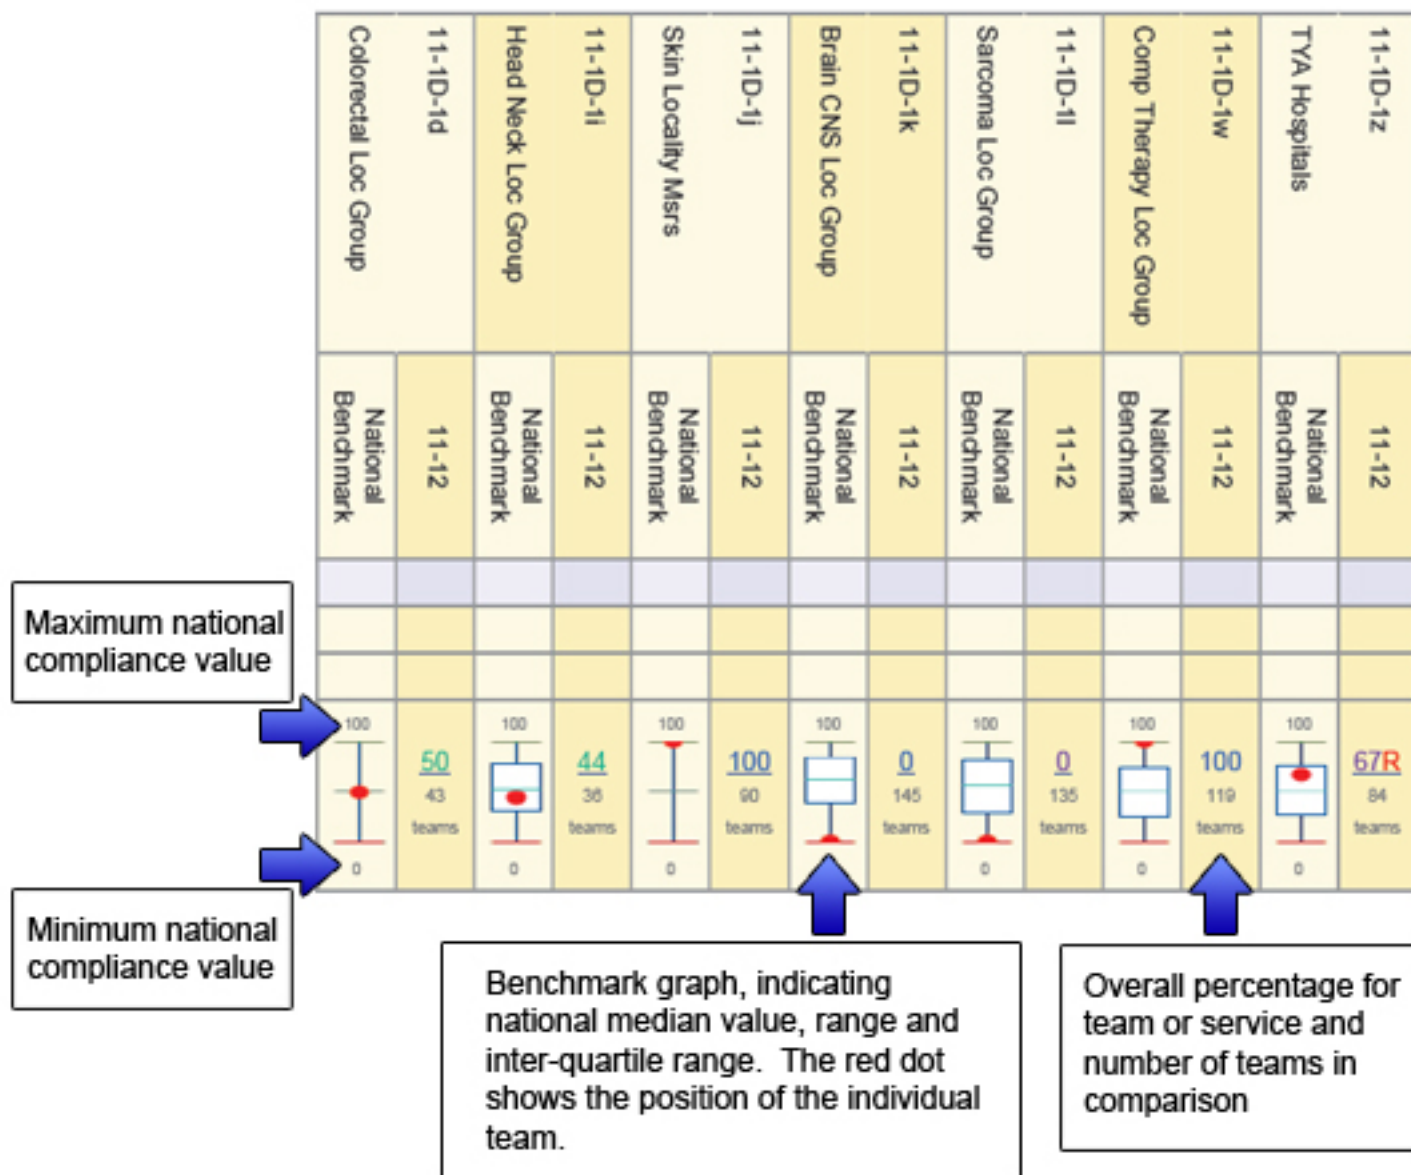 Colorectal Loc Group
11-1D-1d
Head Neck Loc Group
11-1D-1i
Skin Locality Msrs
11-1D-1j
Brain CNS Loc Group
11-1D-1k
Sarcoma Loc Group
11-1D-1l
Comp Therapy Loc Group
11-1D-1w
TYA Hospitals
11-1D-1z
National
Benchmark
11-12
National
Benchmark
11-12
National
Benchmark
11-12
National
Benchmark
11-12
National
Benchmark
11-12
National
Benchmark
11-12
National
Benchmark
11-12
Maximum national
compliance value
100
0
50
43
teams
100
0
44
36
teams
100
0
100
90
teams
100
0
145
teams
100
0
0
135
teams
100
0
100
119
teams
100
0
67R
84
teams
Minimum national
compliance value
Benchmark graph, indicating
national median value, range and
inter-quartile range. The red dot
shows the position of the individual
team.
Overall percentage for
team or service and
number of teams in
comparison